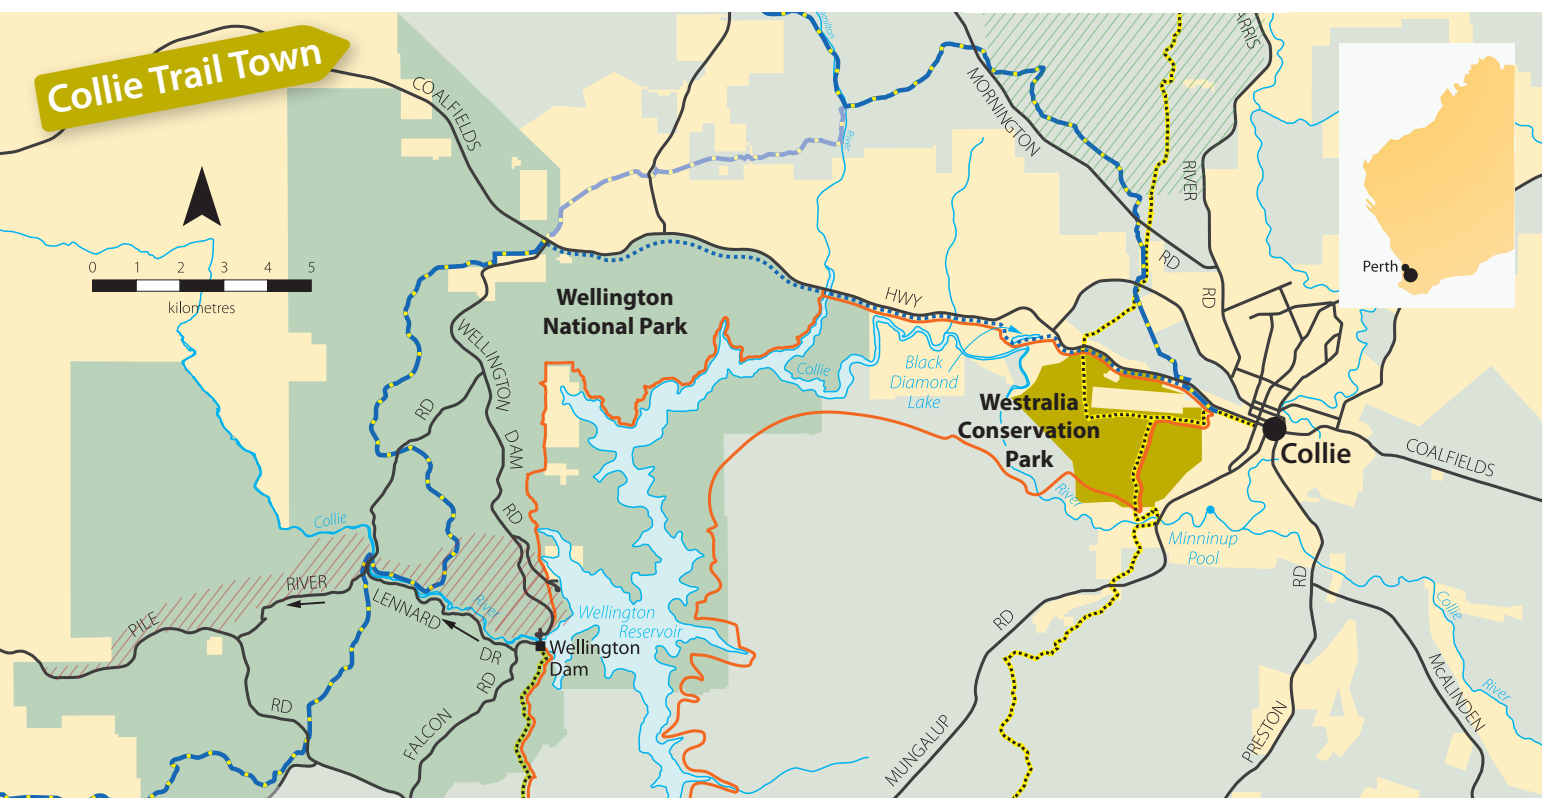 Collie Trail Town
COALFIELDS
0 1 2 3 4 5
kilometres
Wellington
National Park
HWY
MORNINGTON
RD
RIVER
RD
River
Perth
Black
Diamond
Lake
Collie
Westralia
Conservation
Park
Collie
COALFIELDS
WELLINGTON
DAM
RD
RD
Collie
River
Minninup
Pool
RIVER
PILE
RD
LENNARD
DR
River
Wellington
Reservoir
Wellington
Dam
FALCON
RD
MUNGALUP
RD
PRESTON
RD
McALINDEN
Collie
River